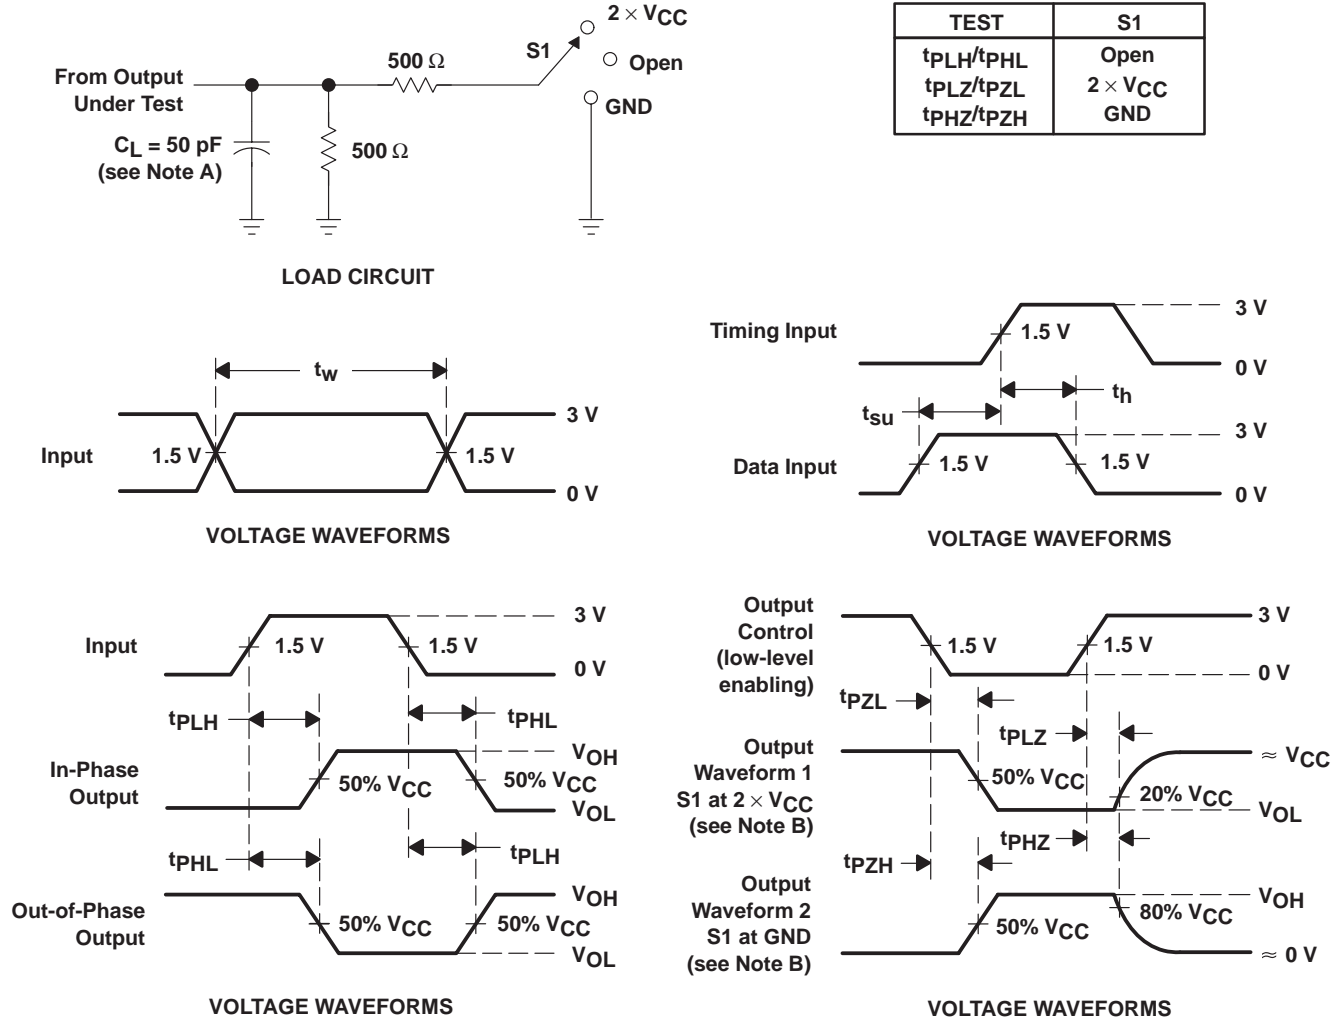 2 × VCC
S1
Open
GND
500 Ω
From Output
Under Test
CL = 50 pF
(see Note A)
500 Ω
LOAD CIRCUIT
TEST S1
tPLH/tPHL Open
tPLZ/tPZL 2 × VCC
tPHZ/tPZH GND
tw
3 V
Input
1.5 V
1.5 V
0 V
VOLTAGE WAVEFORMS
Timing Input
1.5 V
3 V
0 V
th
tsu
3 V
Data Input
1.5 V
1.5 V
0 V
VOLTAGE WAVEFORMS
Input
1.5 V
1.5 V
3 V
0 V
tPLH
tPHL
In-Phase
Output
50% VCC
50% VCC
VOH
VOL
tPHL
tPLH
Out-of-Phase
Output
50% VCC
50% VCC
VOH
VOL
VOLTAGE WAVEFORMS
Output
Control
(low-level
enabling)
1.5 V
1.5 V
3 V
0 V
tPZL
tPLZ
Output
Waveform 1
S1 at 2 × VCC
(see Note B)
50% VCC
20% VCC
≈ VCC
VOL
tPZH
tPHZ
Output
Waveform 2
S1 at GND
(see Note B)
50% VCC
80% VCC
VOH
≈ 0 V
VOLTAGE WAVEFORMS